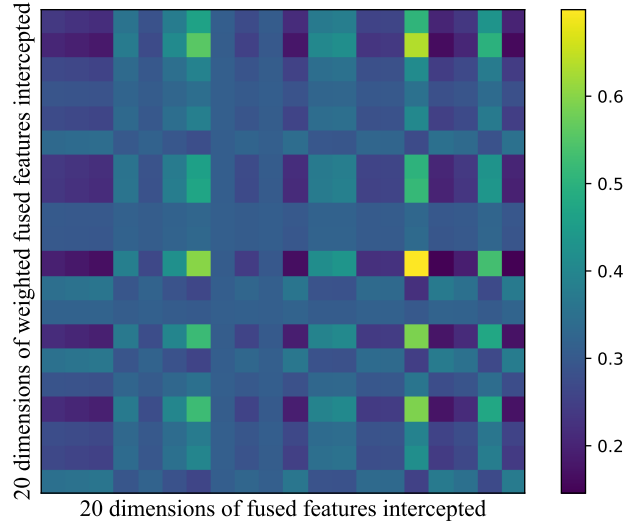 20 dimensions of weighted fused features intercepted
0.6
0.5
0.4
0.3
0.2
20 dimensions of fused features intercepted